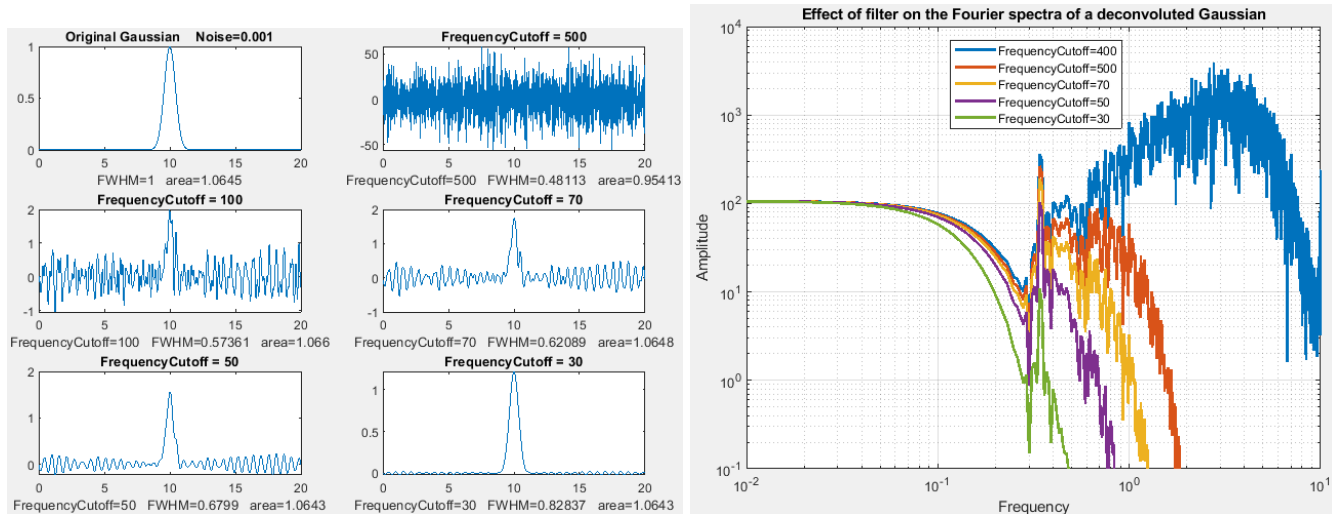 Original Gaussian Noise=0.001
1
0.5
0
0 5 10 15 20
FWHM=1 area=1.0645
FrequencyCutoff = 500
50
0
-50
0 5 10 15 20
FrequencyCutoff=500 FWHM=0.48113 area=0.95413
FrequencyCutoff = 100
2
1
0
-1
0 5 10 15 20
FrequencyCutoff=100 FWHM=0.57361 area=1.066
FrequencyCutoff = 70
2
1
0
-1
0 5 10 15 20
FrequencyCutoff=70 FWHM=0.62089 area=1.0648
FrequencyCutoff = 50
2
1
0
0 5 10 15 20
FrequencyCutoff=50 FWHM=0.6799 area=1.0643
FrequencyCutoff = 30
1
0.5
0
0 5 10 15 20
FrequencyCutoff=30 FWHM=0.82837 area=1.0643
Effect of filter on the Fourier spectra of a deconvoluted Gaussian
FrequencyCutoff=400
FrequencyCutoff=500
FrequencyCutoff=70
FrequencyCutoff=50
FrequencyCutoff=30
Amplitude
10^4
10^3
10^2
10^1
10^0
10^-1
10^-2 10^-1 10^0 10^1
Frequency